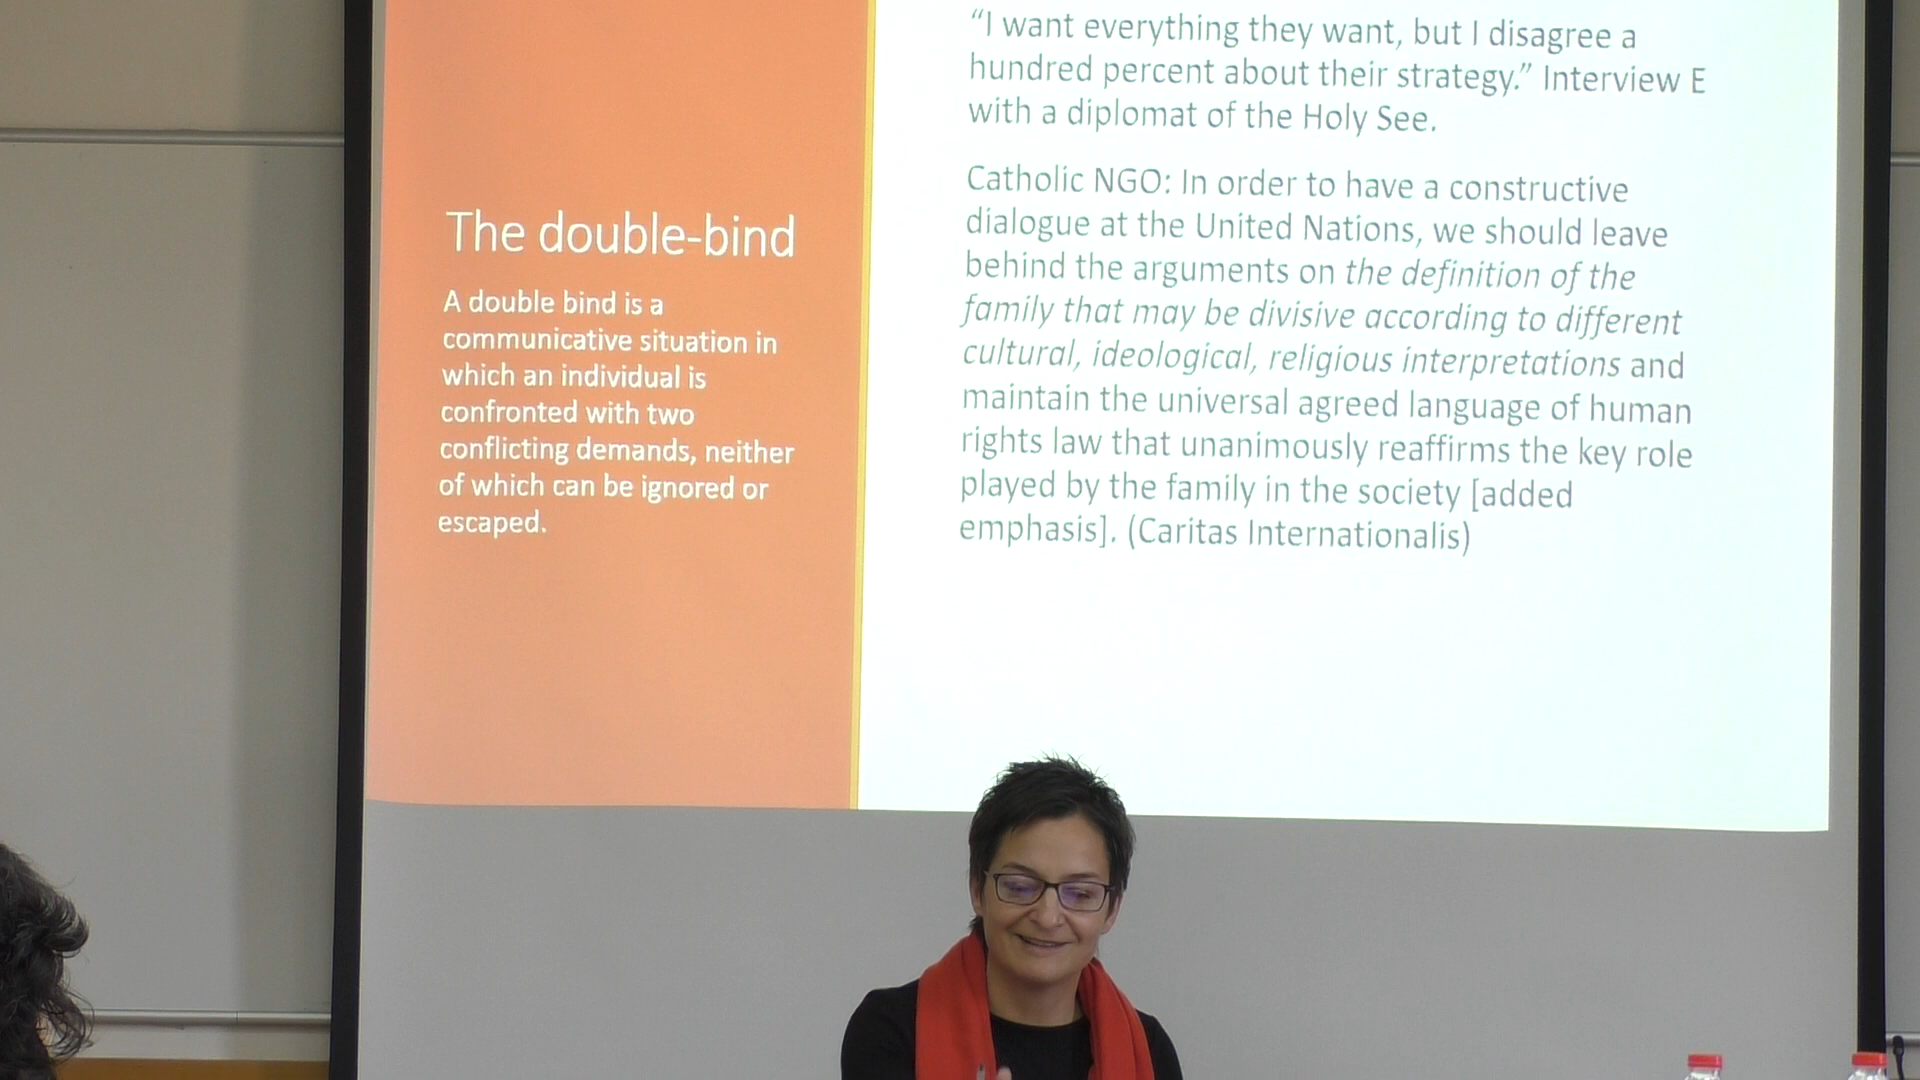 The double-bind
A double bind is a
communicative situation in
which an individual is
confronted with two
conflicting demands, neither
of which can be ignored or
escaped.
“I want everything they want, but I disagree a
hundred percent about their strategy.” Interview E
with a diplomat of the Holy See.
Catholic NGO: In order to have a constructive
dialogue at the United Nations, we should leave
behind the arguments on the definition of the
family that may be divisive according to different
cultural, ideological, religious interpretations and
maintain the universal agreed language of human
rights law that unanimously reaffirms the key role
played by the family in the society [added
emphasis]. (Caritas Internationalis)